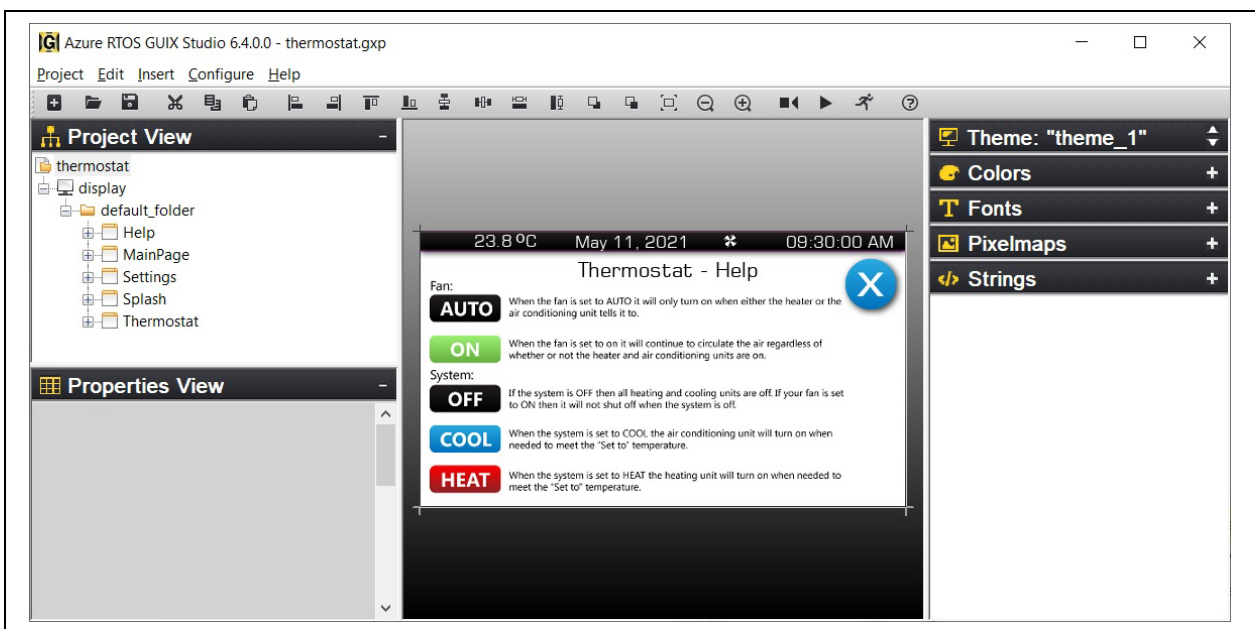 Azure RTOS GUIX Studio 6.4.0.0 - thermostat.gxp
Project Edit Insert Configure Help
Project View
thermostat
display
default_folder
Help
MainPage
Settings
Splash
Thermostat
Properties View
23.8ºC May 11, 2021 09:30:00 AM
Thermostat - Help
X
Fan:
AUTO
When the fan is set to AUTO it will only turn on when either the heater or the
air conditioning unit tells it to.
ON
When the fan is set to on it will continue to circulate the air regardless of
whether or not the heater and air conditioning units are on.
System:
OFF
If the system is OFF then all heating and cooling units are off. If your fan is set
to ON then it will not shut off when the system is off.
COOL
When the system is set to COOL the air conditioning unit will turn on when
needed to meet the "Set to" temperature.
HEAT
When the system is set to HEAT the heating unit will turn on when needed to
meet the "Set to" temperature.
Theme: "theme_1"
Colors
Fonts
Pixelmaps
Strings